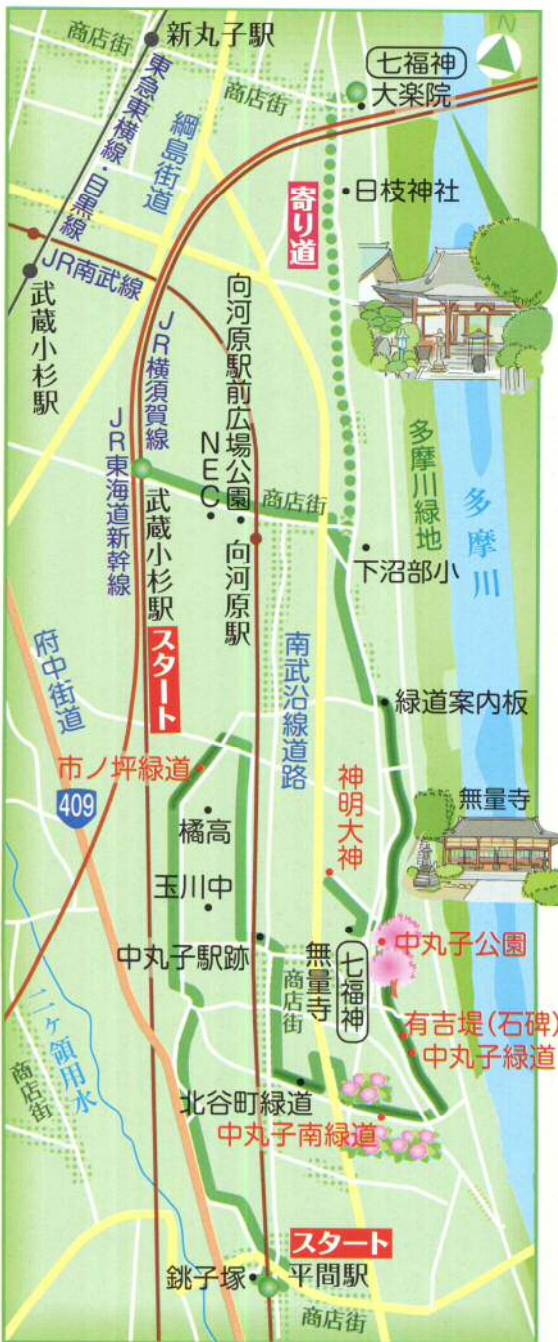 N
新丸子駅
商店街
七福神
大楽院
商店街
東急東横線・目黒線
綱島街道
日枝神社
寄り道
JR南武線
武蔵小杉駅
向河原駅前広場公園
JR横須賀線
JR東海道新幹線
NEC
商店街
多摩川緑地
多摩川
武蔵小杉駅
向河原駅
下沼部小
スタート
府中街道
南武沿線道路
緑道案内板
市ノ坪緑道
409
神明大神
無量寺
橘高
玉川中
中丸子駅跡
商店街
無量寺
七福神
中丸子公園
有吉堤(石碑)
中丸子緑道
二ヶ領用水
商店街
北谷町緑道
中丸子南緑道
スタート
銚子塚
平間駅
商店街